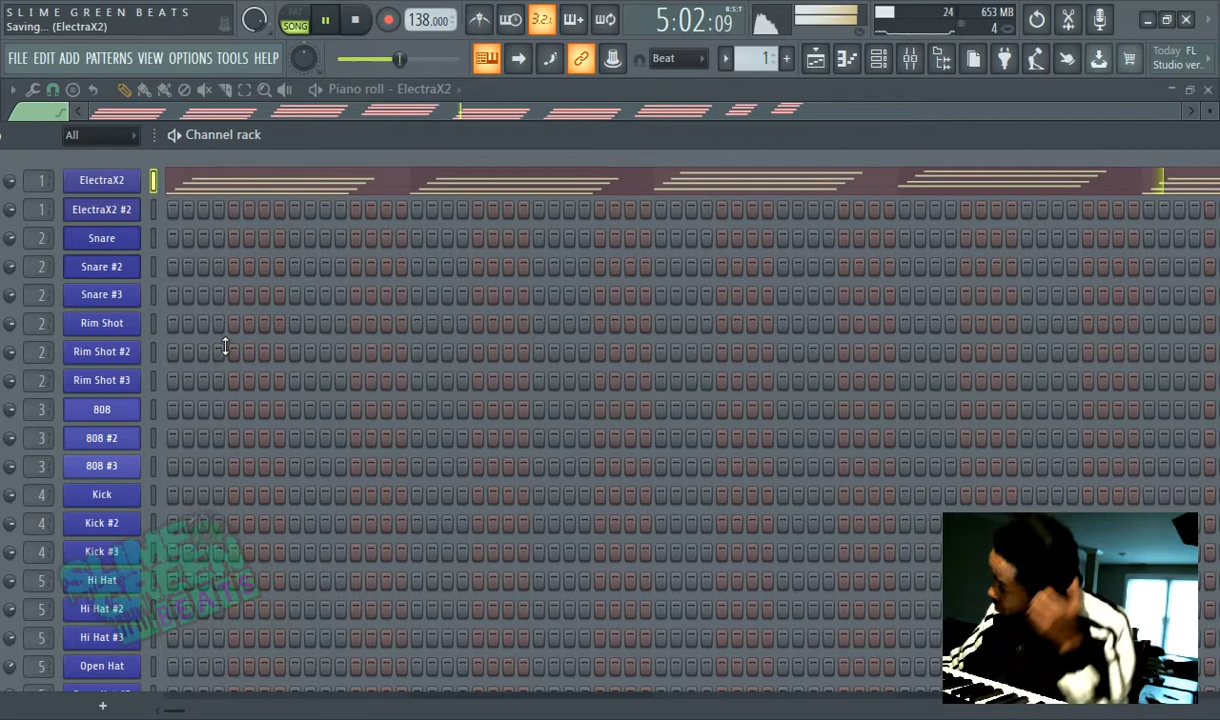 SLIME GREEN BEATS
Saving... (ElectraX2)
PAT
SONG
138.000
3.2.
5:02:09
B:S:T
24
653 MB
4
FILE EDIT ADD PATTERNS VIEW OPTIONS TOOLS HELP
Beat
1
Today FL
Studio ver..
Piano roll - ElectraX2
All
Channel rack
1 ElectraX2
1 ElectraX2 #2
2 Snare
2 Snare #2
2 Snare #3
2 Rim Shot
2 Rim Shot #2
2 Rim Shot #3
3 808
3 808 #2
3 808 #3
4 Kick
4 Kick #2
4 Kick #3
5 Hi Hat
5 Hi Hat #2
5 Hi Hat #3
5 Open Hat
SLIME
GREEN
BEATS